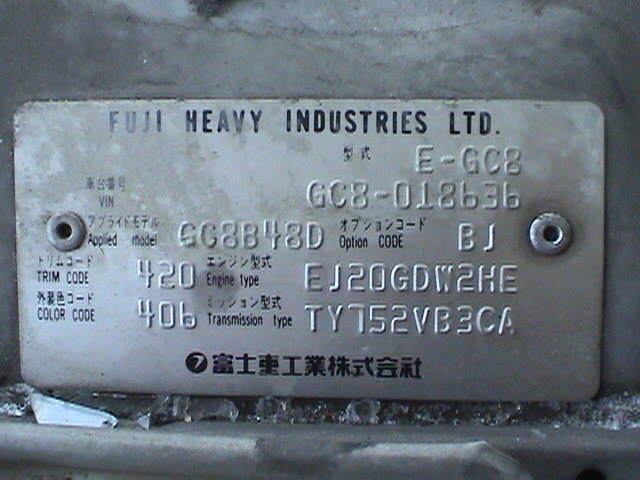 FUJI HEAVY INDUSTRIES LTD.
型式 E-GC8
車台番号 VIN GC8-018636
アプライドモデル Applied model GC8B48D オプションコード Option CODE BJ
トリムコード TRIM CODE 420 エンジン型式 Engine type EJ20GDW2HE
外装色コード COLOR CODE 406 ミッション型式 Transmission type TY752VB3CA
富士重工業株式会社